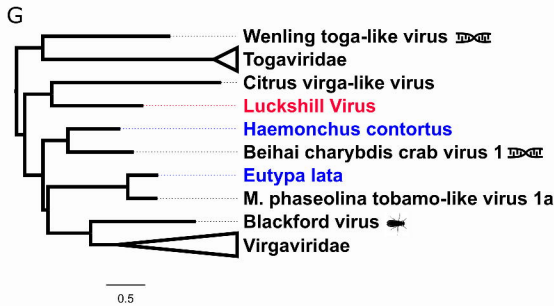 G
Wenling toga-like virus
Togaviridae
Citrus virga-like virus
Luckshill Virus
Haemonchus contortus
Beihai charybdis crab virus 1
Eutypa lata
M. phaseolina tobamo-like virus 1a
Blackford virus
Virgaviridae
0.5